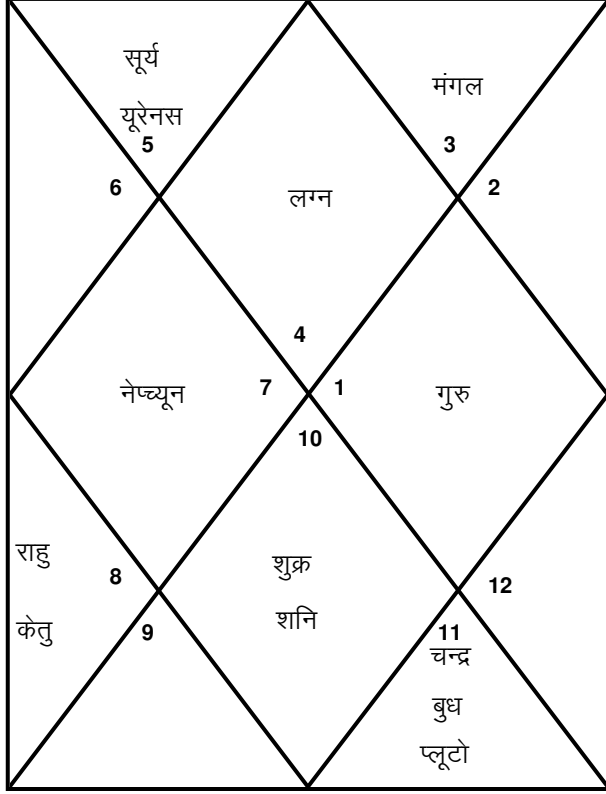 सूर्य
मंगल
यूरेनस
5
3
6
2
लग्न
4
नेप्च्यून
7
1
गुरु
10
राहु
शुक्र
8
12
केतु
शनि
9
11
चन्द्र
बुध
प्लूटो